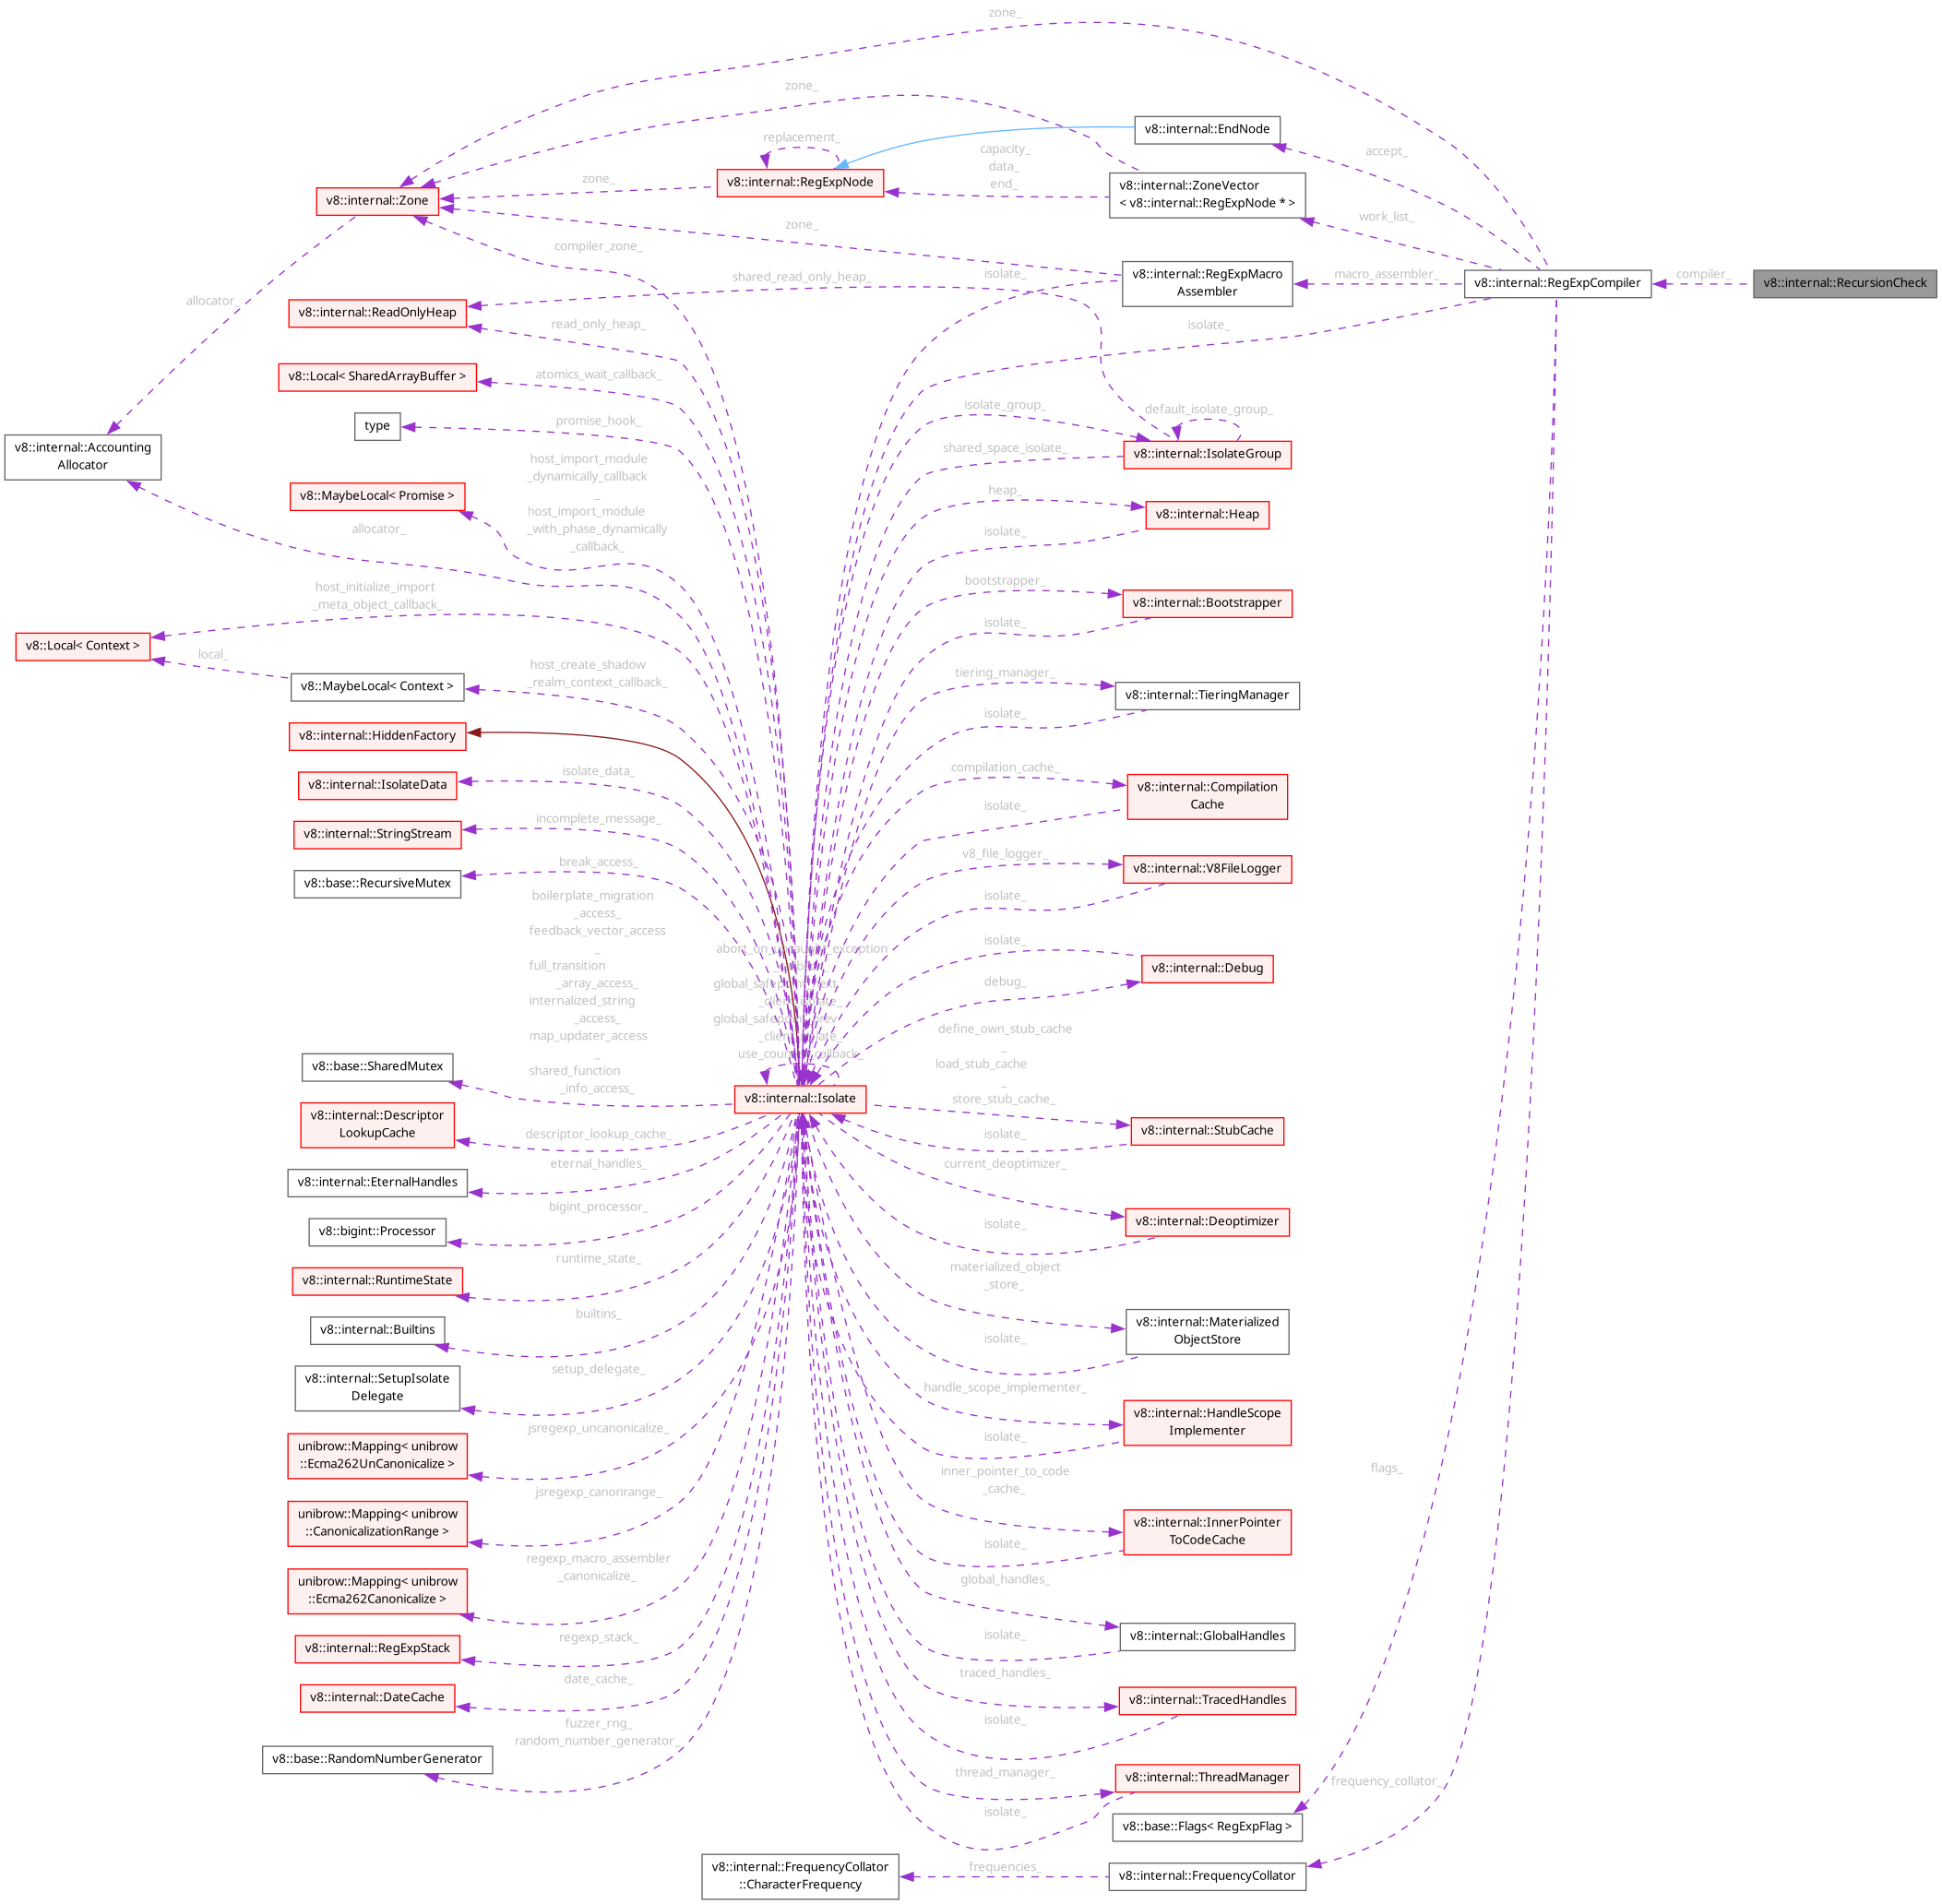 zone_
zone_
v8::internal::EndNode
replacement_
accept_
capacity_
data_
end_
zone_
v8::internal::RegExpNode
v8::internal::ZoneVector
< v8::internal::RegExpNode * >
v8::internal::Zone
work_list_
zone_
compiler_zone_
shared_read_only_heap_
isolate_
v8::internal::RegExpMacro
Assembler
macro_assembler_
v8::internal::RegExpCompiler
compiler_
v8::internal::RecursionCheck
allocator_
v8::internal::ReadOnlyHeap
read_only_heap_
isolate_
v8::Local< SharedArrayBuffer >
atomics_wait_callback_
type
promise_hook_
isolate_group_
default_isolate_group_
v8::internal::Accounting
Allocator
shared_space_isolate_
v8::internal::IsolateGroup
host_import_module
_dynamically_callback
_
host_import_module
_with_phase_dynamically
_callback_
v8::MaybeLocal< Promise >
heap_
v8::internal::Heap
isolate_
allocator_
host_initialize_import
_meta_object_callback_
bootstrapper_
v8::internal::Bootstrapper
isolate_
v8::Local< Context >
local_
host_create_shadow
_realm_context_callback_
v8::MaybeLocal< Context >
tiering_manager_
v8::internal::TieringManager
isolate_
v8::internal::HiddenFactory
isolate_data_
v8::internal::IsolateData
compilation_cache_
v8::internal::Compilation
Cache
isolate_
incomplete_message_
v8::internal::StringStream
break_access_
v8::base::RecursiveMutex
v8_file_logger_
v8::internal::V8FileLogger
isolate_
boilerplate_migration
_access_
feedback_vector_access
_
full_transition
_array_access_
internalized_string
_access_
map_updater_access
_
shared_function
_info_access_
abort_on_uncaught_exception
global_safepoint_next
_client_isolate_
global_safepoint_prev
_client_isolate_
use_counter_callback_
isolate_
v8::internal::Debug
debug_
define_own_stub_cache
_
load_stub_cache
_
store_stub_cache_
v8::base::SharedMutex
v8::internal::Isolate
v8::internal::Descriptor
LookupCache
descriptor_lookup_cache_
isolate_
v8::internal::StubCache
eternal_handles_
v8::internal::EternalHandles
current_deoptimizer_
bigint_processor_
v8::bigint::Processor
v8::internal::Deoptimizer
isolate_
runtime_state_
v8::internal::RuntimeState
materialized_object
_store_
builtins_
v8::internal::Builtins
v8::internal::Materialized
ObjectStore
isolate_
setup_delegate_
v8::internal::SetupIsolate
Delegate
handle_scope_implementer_
v8::internal::HandleScope
Implementer
isolate_
jsregexp_uncanonicalize_
unibrow::Mapping< unibrow
::Ecma262UnCanonicalize >
flags_
inner_pointer_to_code
_cache_
jsregexp_canonrange_
unibrow::Mapping< unibrow
::CanonicalizationRange >
v8::internal::InnerPointer
ToCodeCache
isolate_
regexp_macro_assembler
_canonicalize_
unibrow::Mapping< unibrow
::Ecma262Canonicalize >
global_handles_
v8::internal::GlobalHandles
isolate_
regexp_stack_
v8::internal::RegExpStack
traced_handles_
date_cache_
v8::internal::DateCache
v8::internal::TracedHandles
isolate_
fuzzer_rng_
random_number_generator_
v8::base::RandomNumberGenerator
thread_manager_
v8::internal::ThreadManager
frequency_collator_
isolate_
v8::base::Flags< RegExpFlag >
v8::internal::FrequencyCollator
::CharacterFrequency
frequencies_
v8::internal::FrequencyCollator